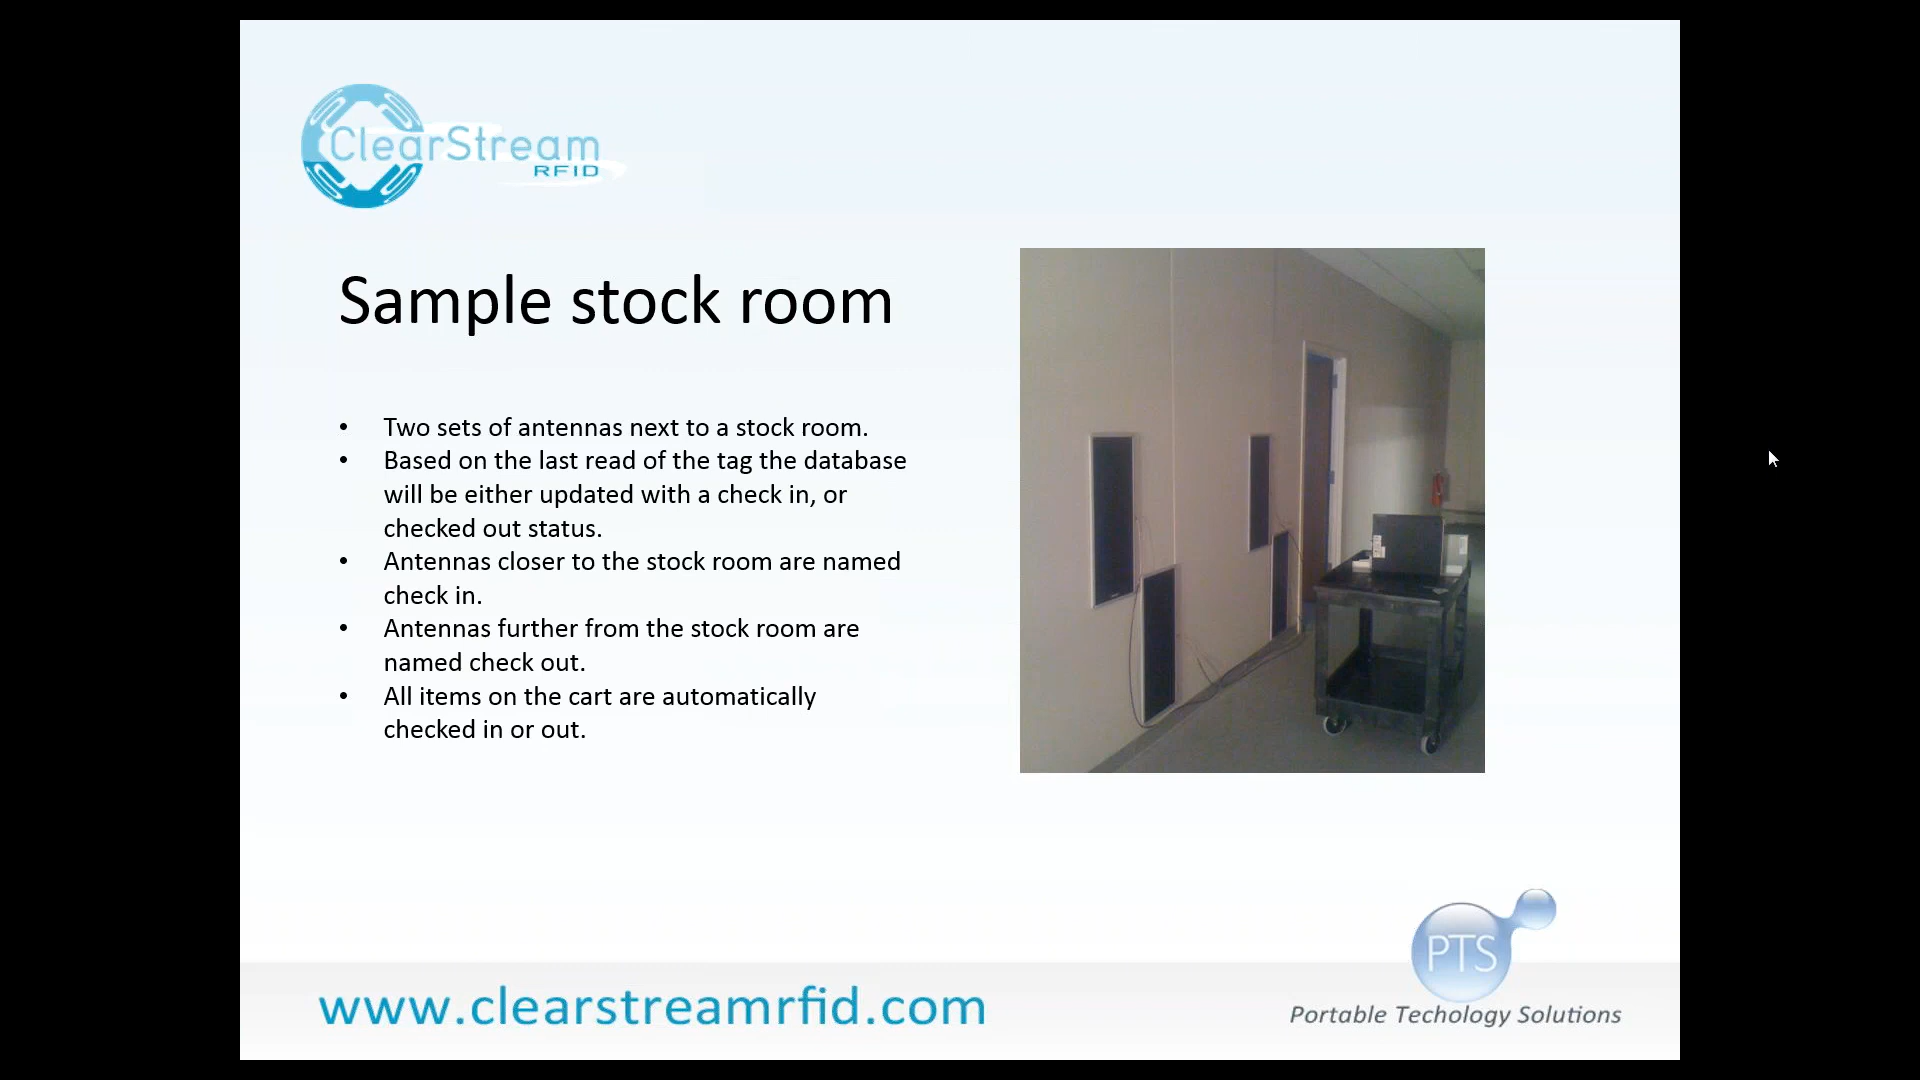 ClearStream
RFID
Sample stock room
• Two sets of antennas next to a stock room.
• Based on the last read of the tag the database
will be either updated with a check in, or
checked out status.
• Antennas closer to the stock room are named
check in.
• Antennas further from the stock room are
named check out.
• All items on the cart are automatically
checked in or out.
PTS
www.clearstreamrfid.com
Portable Techology Solutions